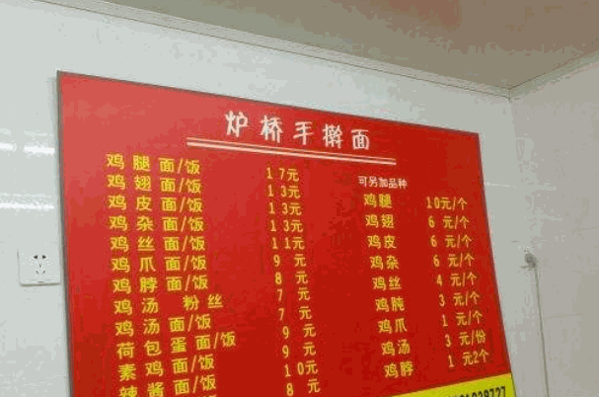 炉桥手擀面
鸡腿面/饭 17元
鸡翅面/饭 13元
鸡皮面/饭 13元
鸡杂面/饭 13元
鸡丝面/饭 11元
鸡爪面/饭 9元
鸡脖面/饭 8元
鸡汤 粉丝 7元
鸡汤面/饭 7元
荷包蛋面/饭 9元
素鸡面/饭 9元
辣酱面/饭 10元
8元
可另加品种
鸡腿 10元/个
鸡翅 6元/个
鸡皮 6元/个
鸡杂 6元/个
鸡丝 4元/个
鸡肫 3元/个
鸡爪 1元/个
鸡汤 3元/份
鸡脖 1元2个